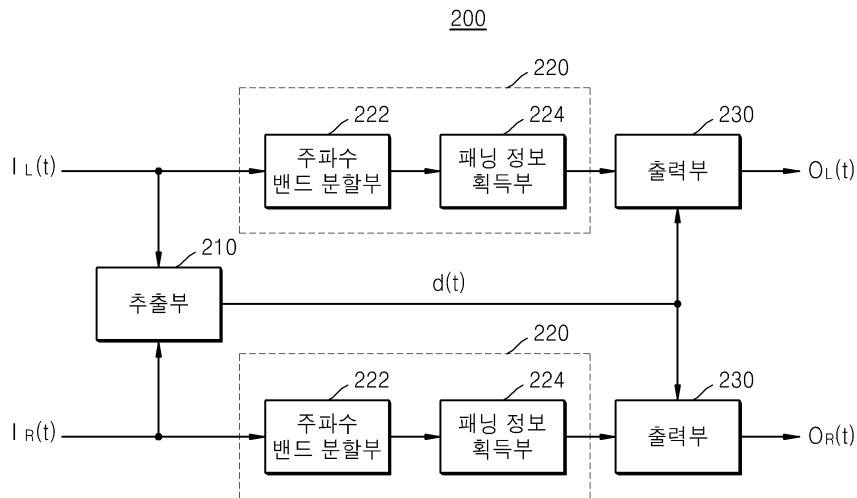 200
220
222
224
230
I L(t)
주파수
밴드 분할부
패닝 정보
획득부
출력부
OL(t)
210
추출부
d(t)
220
222
224
230
I R(t)
주파수
밴드 분할부
패닝 정보
획득부
출력부
OR(t)